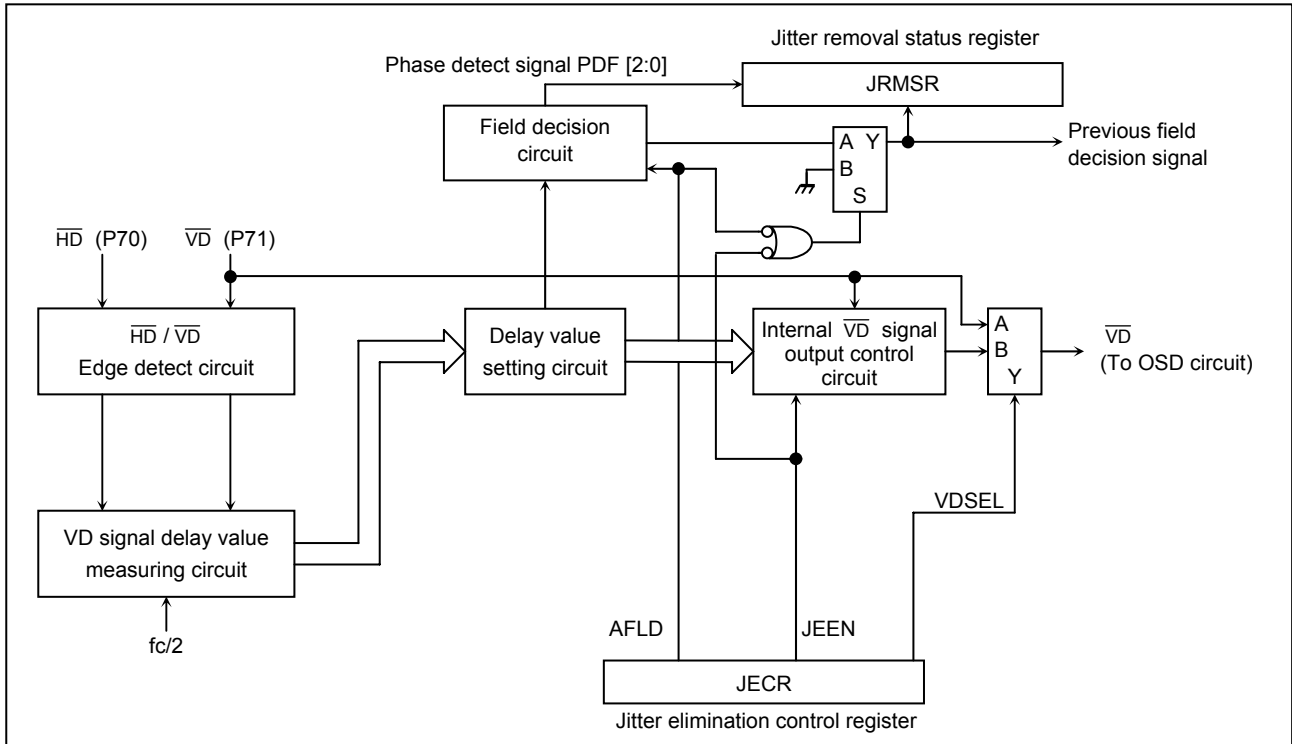 Jitter removal status register
Phase detect signal PDF [2:0]
JRMSR
Field decision
circuit
A Y
B
S
Previous field
decision signal
HD (P70)
VD (P71)
HD / VD
Edge detect circuit
Delay value
setting circuit
Internal VD signal
output control
circuit
A
B
Y
VD
(To OSD circuit)
VDSEL
VD signal delay value
measuring circuit
fc/2
AFLD
JEEN
JECR
Jitter elimination control register